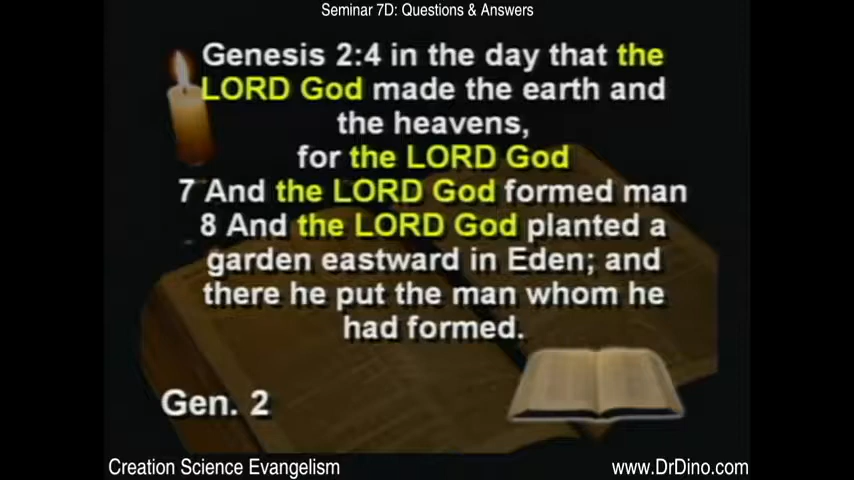 Seminar 7D: Questions & Answers
Genesis 2:4 in the day that the
LORD God made the earth and
the heavens,
for the LORD God
7 And the LORD God formed man
8 And the LORD God planted a
garden eastward in Eden; and
there he put the man whom he
had formed.
Gen. 2
Creation Science Evangelism
www.DrDino.com